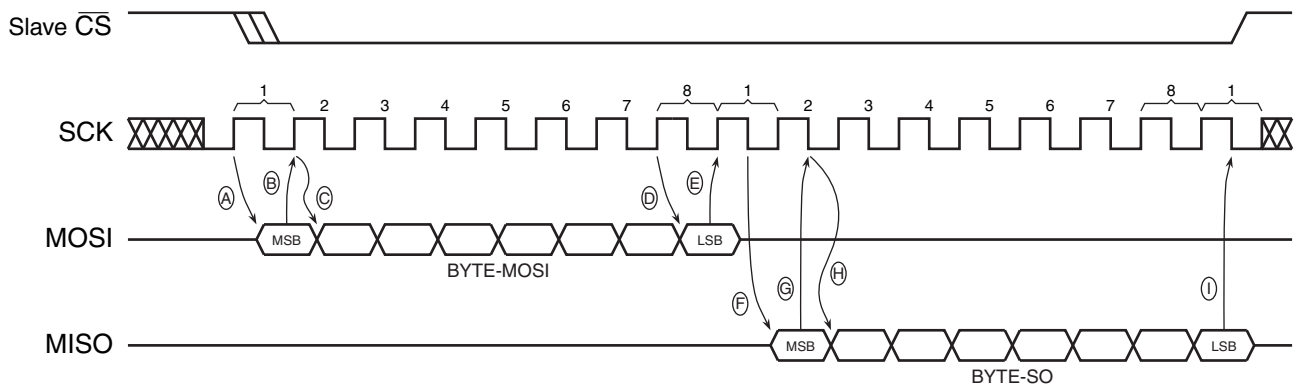 Slave C̅S̅
1 2 3 4 5 6 7 8 1 2 3 4 5 6 7 8 1
SCK
A B C D E
MOSI MSB LSB
BYTE-MOSI
F G H I
MISO MSB LSB
BYTE-SO